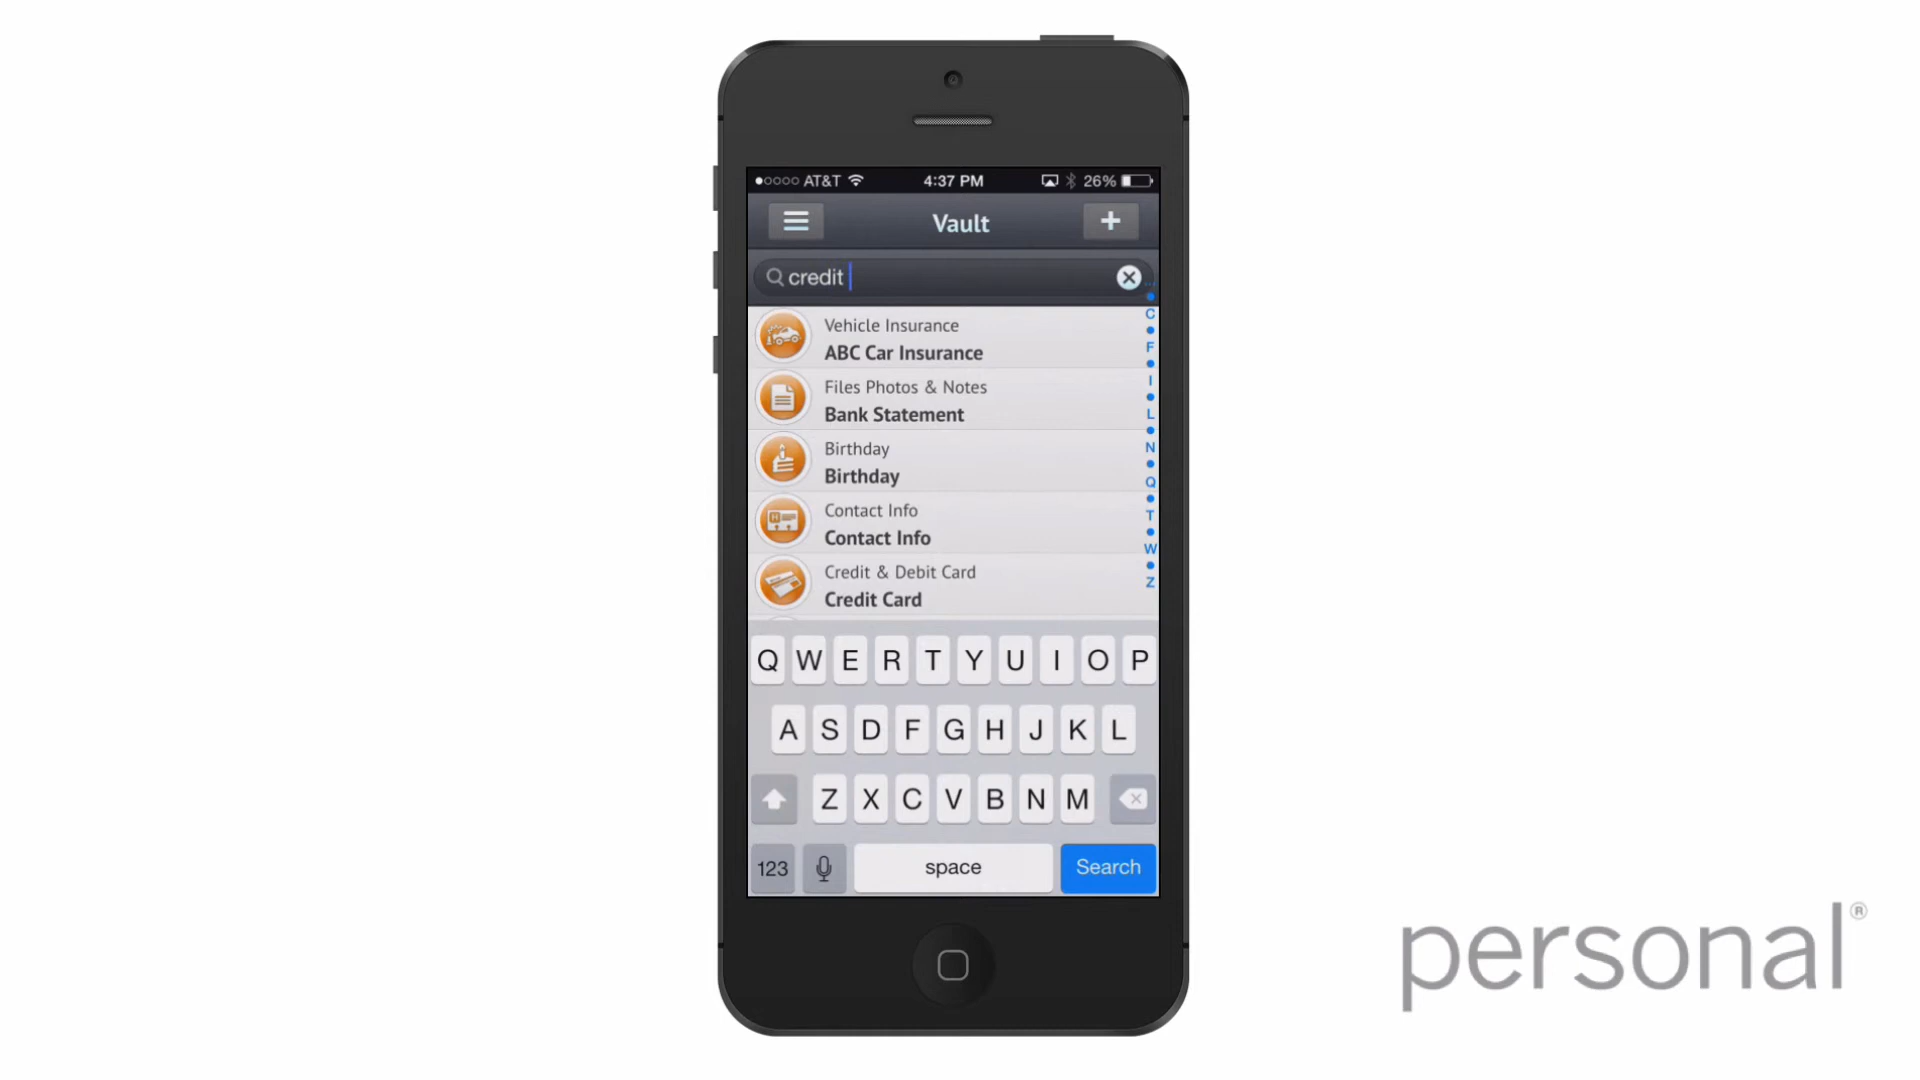 AT&T 4:37 PM 26%
Vault
credit
Vehicle Insurance
ABC Car Insurance
Files Photos & Notes
Bank Statement
Birthday
Birthday
Contact Info
Contact Info
Credit & Debit Card
Credit Card
C
F
I
L
N
Q
T
W
Z
Q W E R T Y U I O P
A S D F G H J K L
Z X C V B N M
123 space Search
personal®